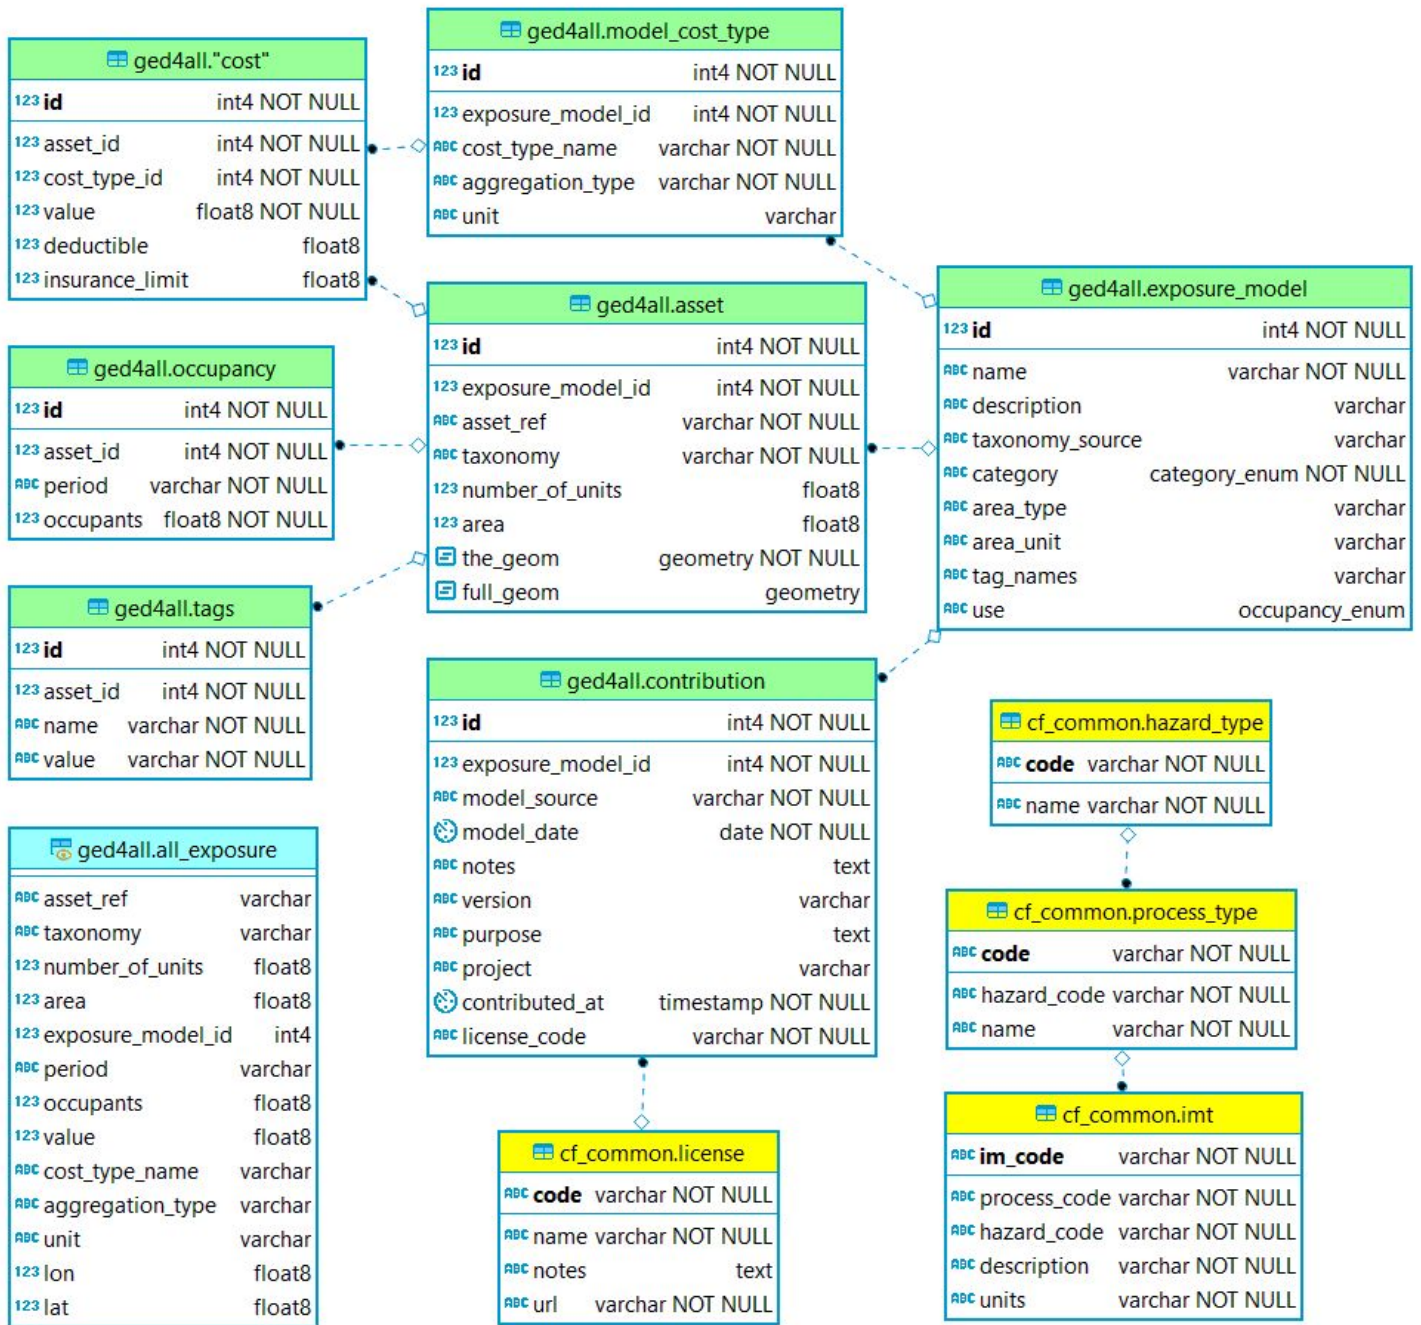 ged4all."cost"
123 id int4 NOT NULL
123 asset_id int4 NOT NULL
123 cost_type_id int4 NOT NULL
123 value float8 NOT NULL
123 deductible float8
123 insurance_limit float8
ged4all.model_cost_type
123 id int4 NOT NULL
123 exposure_model_id int4 NOT NULL
ABC cost_type_name varchar NOT NULL
ABC aggregation_type varchar NOT NULL
ABC unit varchar
ged4all.asset
123 id int4 NOT NULL
123 exposure_model_id int4 NOT NULL
ABC asset_ref varchar NOT NULL
ABC taxonomy varchar NOT NULL
123 number_of_units float8
123 area float8
the_geom geometry NOT NULL
full_geom geometry
ged4all.exposure_model
123 id int4 NOT NULL
ABC name varchar NOT NULL
ABC description varchar
ABC taxonomy_source varchar
ABC category category_enum NOT NULL
ABC area_type varchar
ABC area_unit varchar
ABC tag_names varchar
ABC use occupancy_enum
ged4all.occupancy
123 id int4 NOT NULL
123 asset_id int4 NOT NULL
ABC period varchar NOT NULL
123 occupants float8 NOT NULL
ged4all.tags
123 id int4 NOT NULL
123 asset_id int4 NOT NULL
ABC name varchar NOT NULL
ABC value varchar NOT NULL
ged4all.contribution
123 id int4 NOT NULL
123 exposure_model_id int4 NOT NULL
ABC model_source varchar NOT NULL
model_date date NOT NULL
ABC notes text
ABC version varchar
ABC purpose text
ABC project varchar
contributed_at timestamp NOT NULL
ABC license_code varchar NOT NULL
ged4all.all_exposure
ABC asset_ref varchar
ABC taxonomy varchar
123 number_of_units float8
123 area float8
123 exposure_model_id int4
ABC period varchar
123 occupants float8
123 value float8
ABC cost_type_name varchar
ABC aggregation_type varchar
ABC unit varchar
123 lon float8
123 lat float8
cf_common.license
ABC code varchar NOT NULL
ABC name varchar NOT NULL
ABC notes text
ABC url varchar NOT NULL
cf_common.hazard_type
ABC code varchar NOT NULL
ABC name varchar NOT NULL
cf_common.process_type
ABC code varchar NOT NULL
ABC hazard_code varchar NOT NULL
ABC name varchar NOT NULL
cf_common.imt
ABC im_code varchar NOT NULL
ABC process_code varchar NOT NULL
ABC hazard_code varchar NOT NULL
ABC description varchar NOT NULL
ABC units varchar NOT NULL